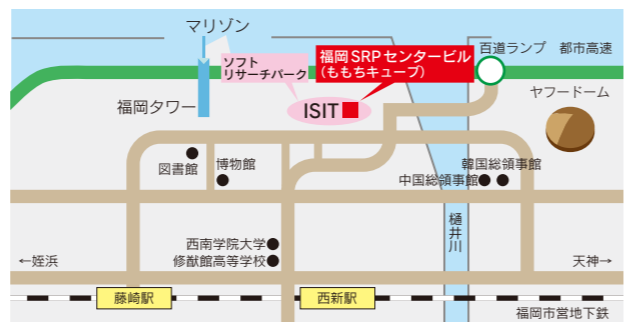 マリゾン
ソフト
リサーチパーク
福岡SRPセンタービル
(ももちキューブ)
百道ランプ
都市高速
福岡タワー
ISIT
ヤフードーム
図書館
博物館
韓国総領事館
中国総領事館
樋井川
西南学院大学
修猷館高等学校
←姪浜
天神→
藤崎駅
西新駅
福岡市営地下鉄